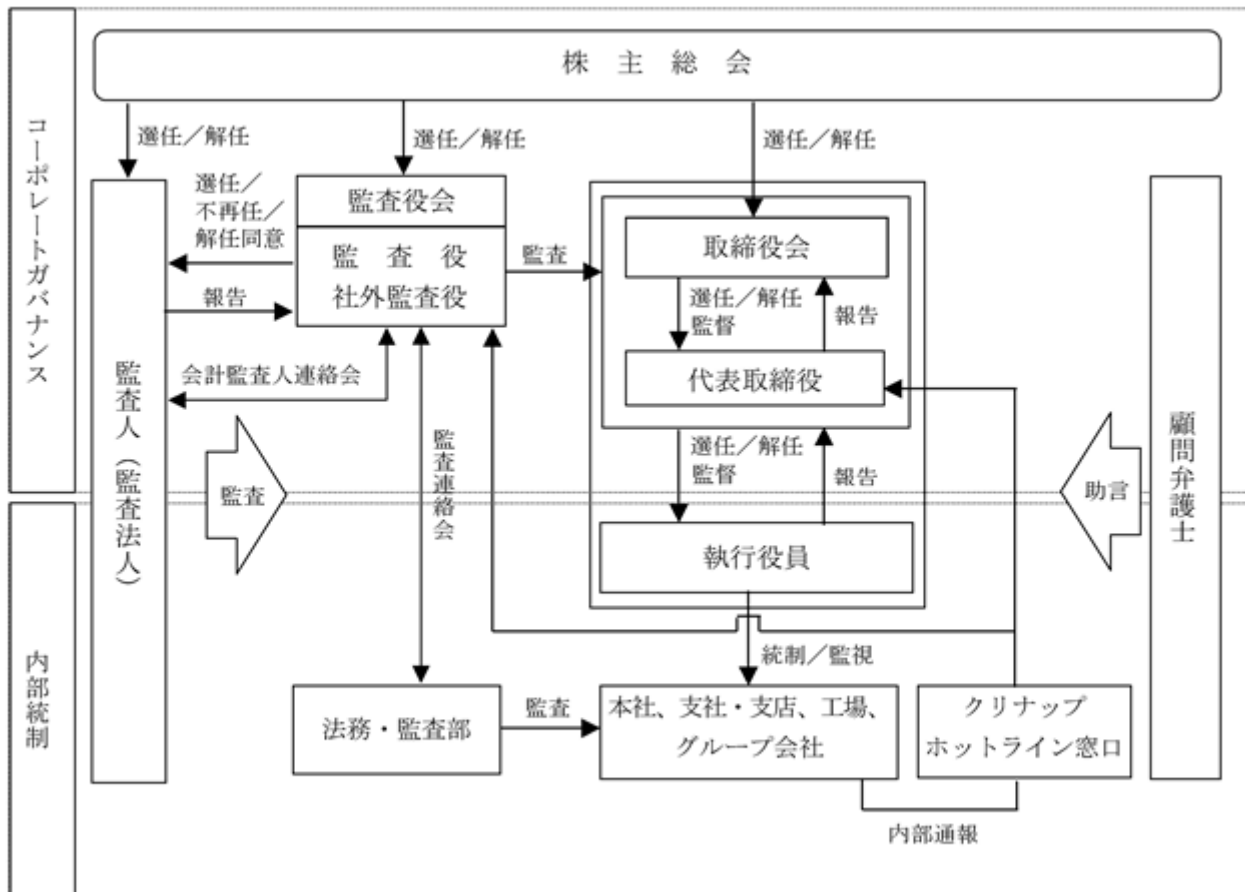 株主総会
コーポレートガバナンス
選任／解任
選任／解任
選任／解任
選任／
不再任／
解任同意
報告
会計監査人連絡会
監査人（監査法人）
監査
監査役会
監査役
社外監査役
監査
監査連絡会
取締役会
選任／解任
監督
報告
代表取締役
選任／解任
監督
報告
執行役員
統制／監視
助言
顧問弁護士
内部統制
法務・監査部
監査
本社、支社・支店、工場、
グループ会社
クリナップ
ホットライン窓口
内部通報